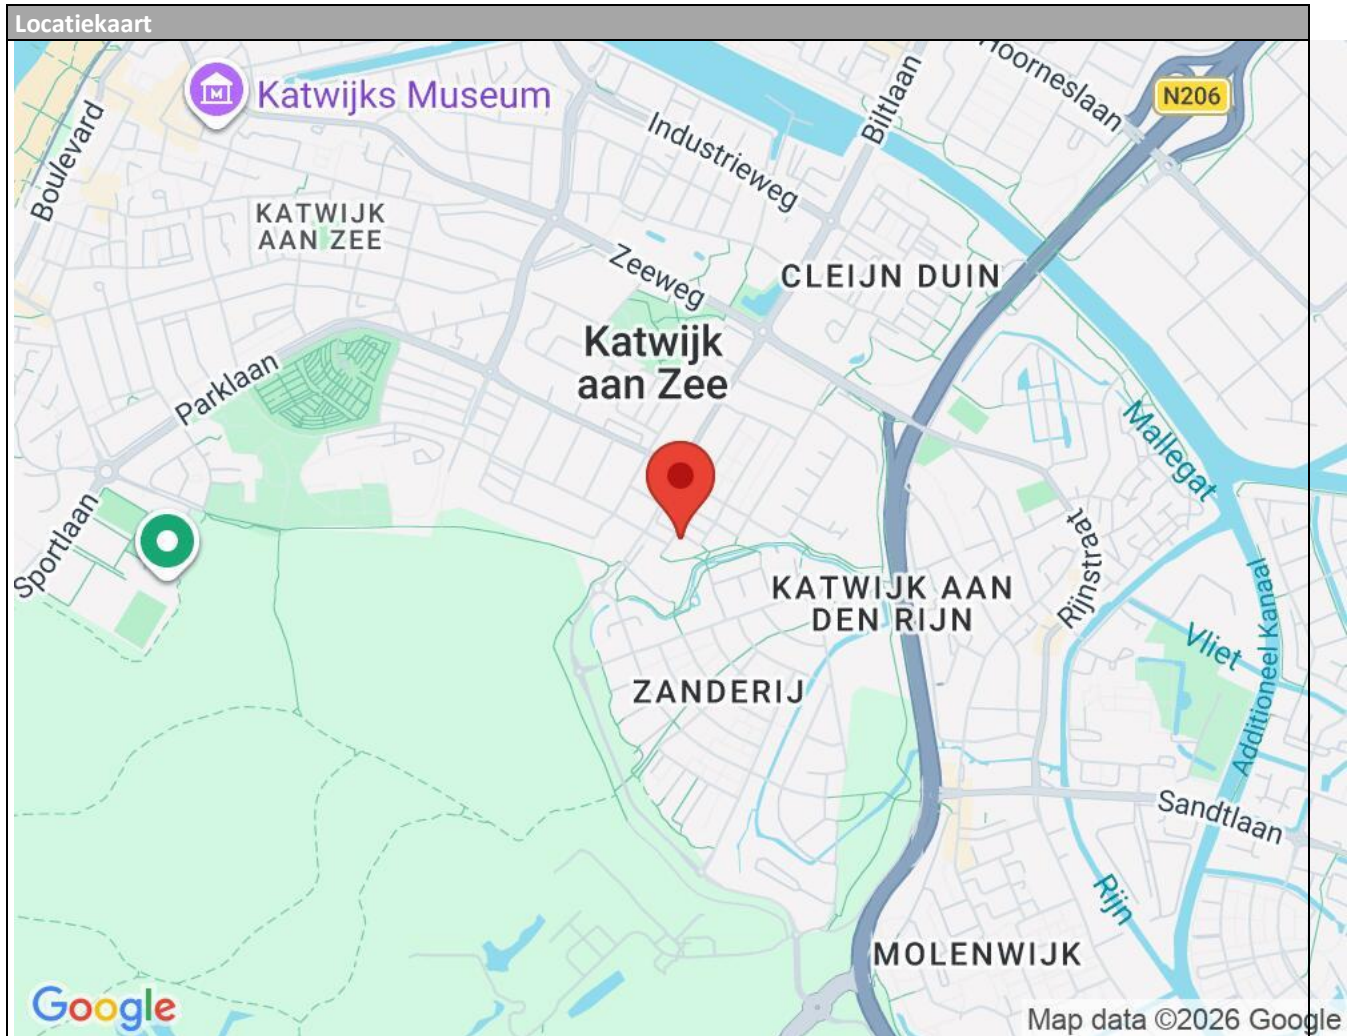 Locatiekaart
Hoorneslaan
Biltlaan
N206
Katwijks Museum
Boulevard
Industrieweg
KATWIJK
AAN ZEE
Zeeweg
CLEIJN DUIN
Katwijk
aan Zee
Parklaan
Mallegat
Sportlaan
Rijnstraat
KATWIJK AAN
DEN RIJN
Vliet
Additioneel Kanaal
ZANDERIJ
Sandtlaan
Rijn
MOLENWIJK
Google
Map data ©2026 Google